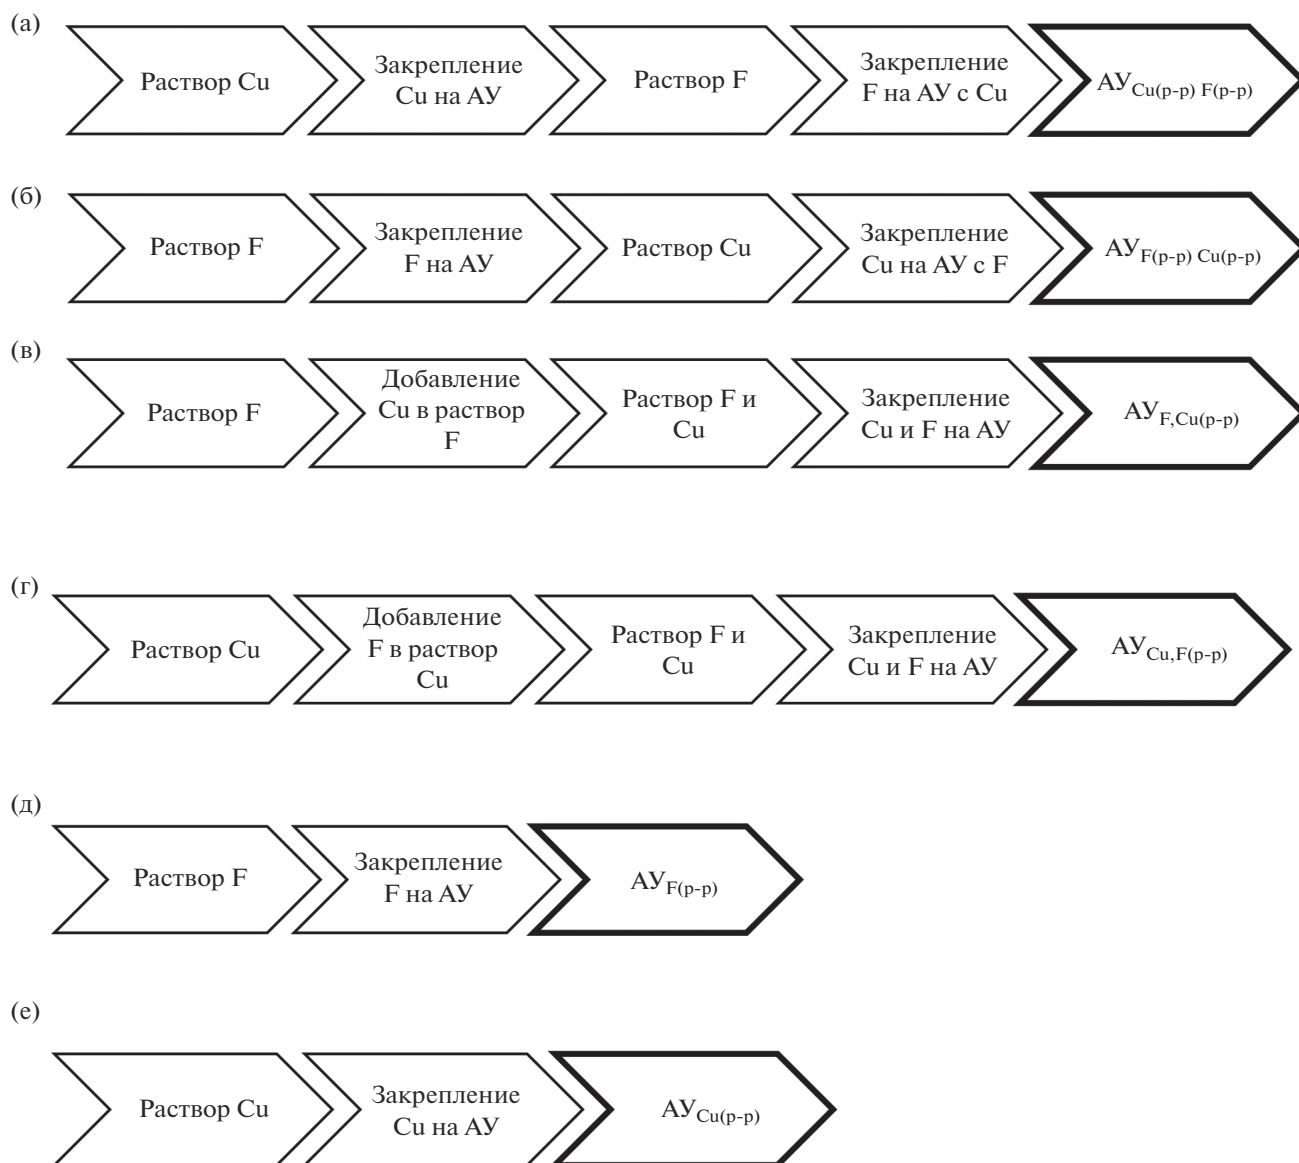 (а)
Раствор Cu
Закрепление
Cu на АУ
Раствор F
Закрепление
F на АУ с Cu
АУCu(р-р) F(р-р)
(б)
Раствор F
Закрепление
F на АУ
Раствор Cu
Закрепление
Cu на АУ с F
АУF(р-р) Cu(р-р)
(в)
Раствор F
Добавление
Cu в раствор
F
Раствор F и
Cu
Закрепление
Cu и F на АУ
АУF,Cu(р-р)
(г)
Раствор Cu
Добавление
F в раствор
Cu
Раствор F и
Cu
Закрепление
Cu и F на АУ
АУCu,F(р-р)
(д)
Раствор F
Закрепление
F на АУ
АУF(р-р)
(е)
Раствор Cu
Закрепление
Cu на АУ
АУCu(р-р)